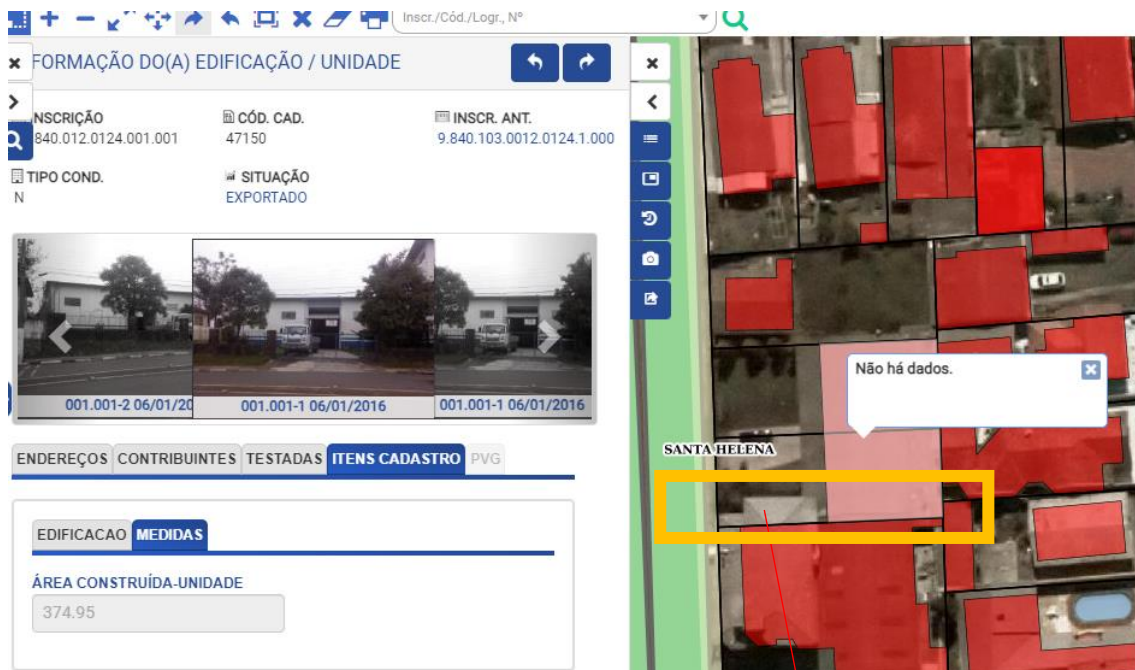 Inscr./Cód./Logr., Nº
FORMAÇÃO DO(A) EDIFICAÇÃO / UNIDADE
NSCRIÇÃO
CÓD. CAD.
INSCR. ANT.
840.012.0124.001.001
47150
9.840.103.0012.0124.1.000
TIPO COND.
SITUAÇÃO
N
EXPORTADO
001.001-2 06/01/20
001.001-1 06/01/2016
001.001-1 06/01/2016
ENDEREÇOS CONTRIBUINTES TESTADAS ITENS CADASTRO PVG
EDIFICACAO MEDIDAS
ÁREA CONSTRUÍDA-UNIDADE
374.95
Não há dados.
SANTA HELENA